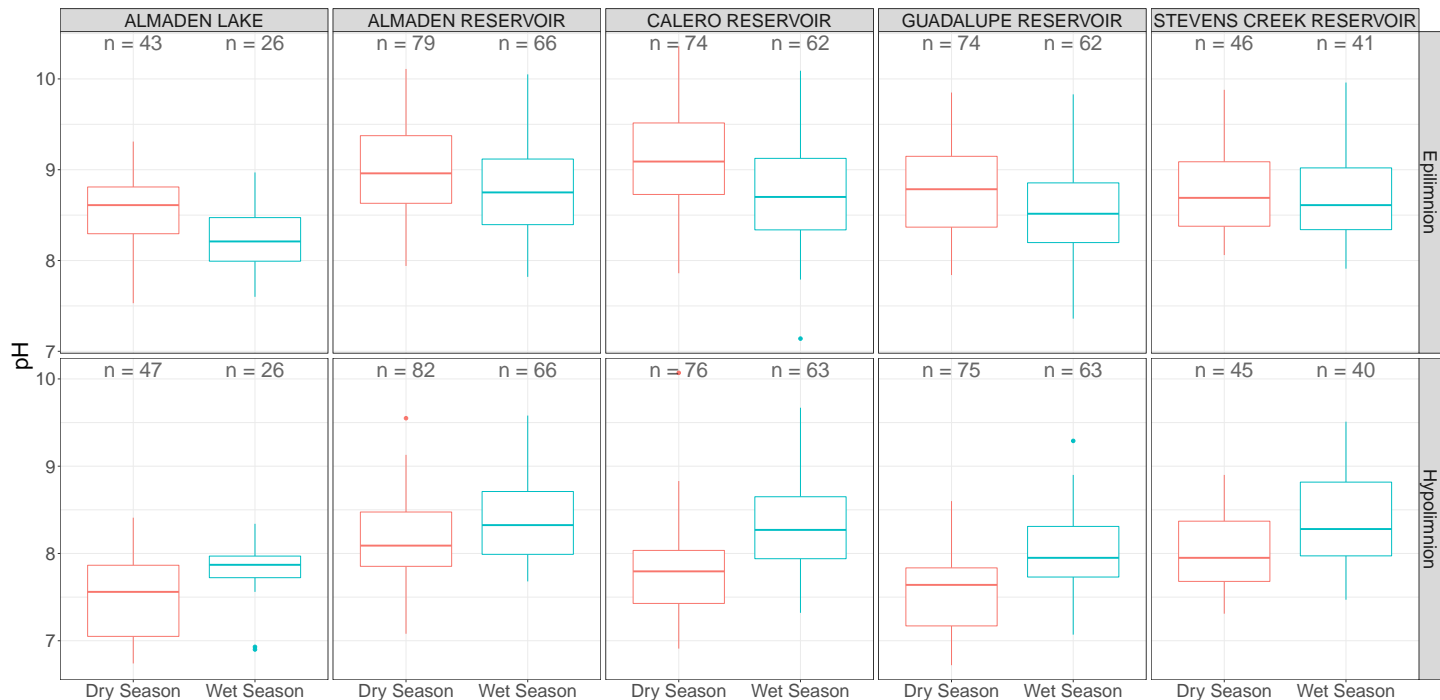 ALMADEN LAKE ALMADEN RESERVOIR CALERO RESERVOIR GUADALUPE RESERVOIR STEVENS CREEK RESERVOIR
n = 43 n = 26 n = 79 n = 66 n = 74 n = 62 n = 74 n = 62 n = 46 n = 41
10
9
8
7
Epilimnion
pH
n = 47 n = 26 n = 82 n = 66 n = 76 n = 63 n = 75 n = 63 n = 45 n = 40
10
9
8
7
Hypolimnion
Dry Season Wet Season Dry Season Wet Season Dry Season Wet Season Dry Season Wet Season Dry Season Wet Season